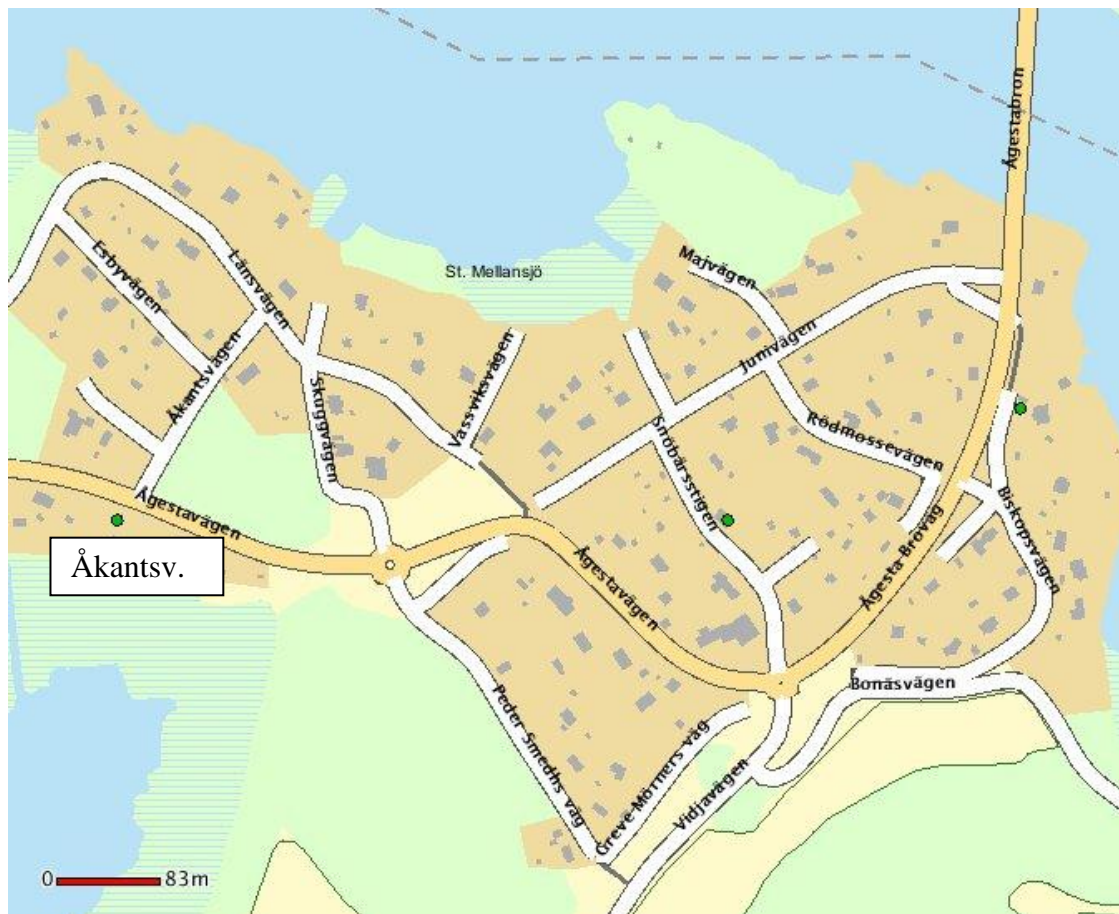 Ågestabron
Esbyvägen
Länsvägen
St. Mellansjö
Majvägen
Junivägen
Åkantsvägen
Skuggvägen
Vassviksvägen
Snöbärsstigen
Rödmossevägen
Ågestavägen
Biskopsvägen
Ågesta Broväg
Åkantsv.
Ågestavägen
Bonäsvägen
Peder Smedhs väg
Greve Mörners väg
Vidjavägen
0 83m